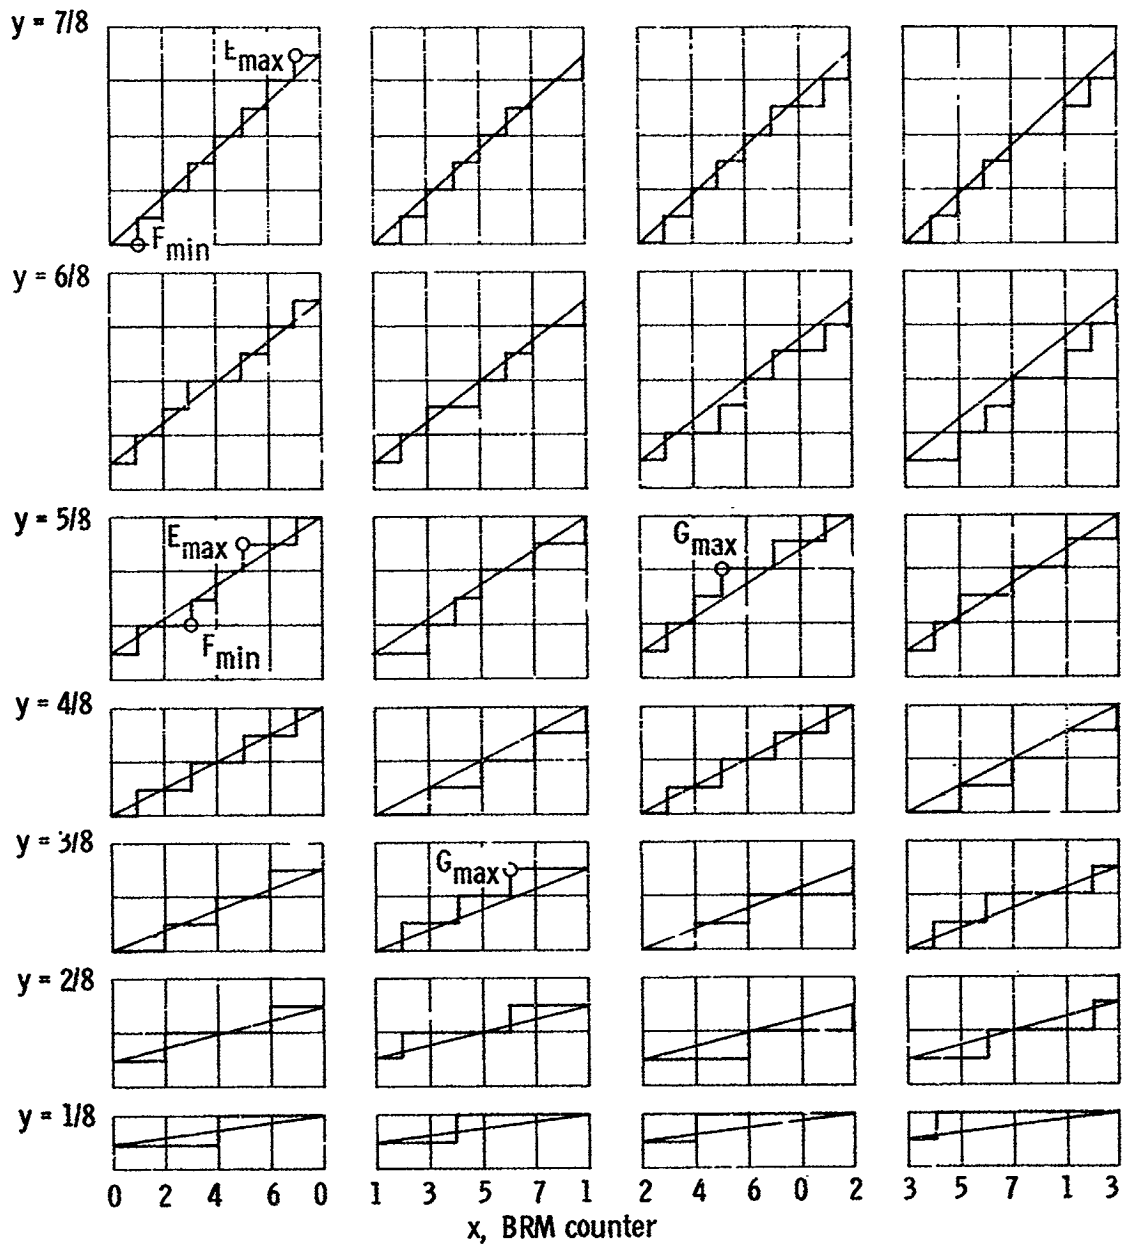 y = 7/8
Emax
Fmin
y = 6/8
y = 5/8
Emax
Fmin
Gmax
y = 4/8
y = 3/8
Gmax
y = 2/8
y = 1/8
0 2 4 6 0 1 3 5 7 1 2 4 6 0 2 3 5 7 1 3
x, BRM counter